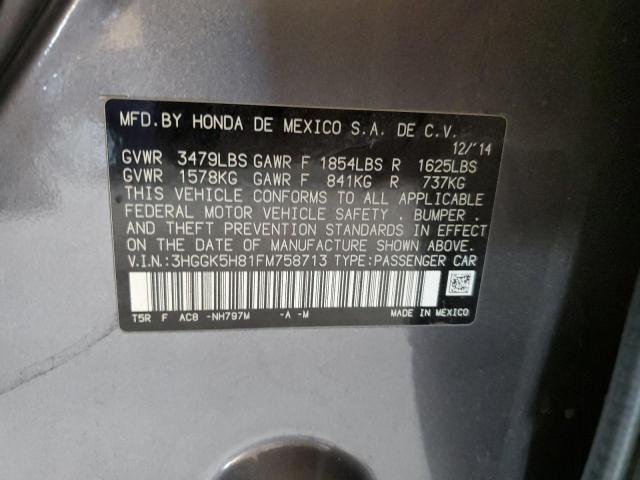 MFD.BY HONDA DE MEXICO S.A. DE C.V.
12/'14
GVWR 3479LBS GAWR F 1854LBS R 1625LBS
GVWR 1578KG GAWR F 841KG R 737KG
THIS VEHICLE CONFORMS TO ALL APPLICABLE
FEDERAL MOTOR VEHICLE SAFETY . BUMPER .
AND THEFT PREVENTION STANDARDS IN EFFECT
ON THE DATE OF MANUFACTURE SHOWN ABOVE.
V.I.N.:3HGGK5H81FM758713 TYPE:PASSENGER CAR
T5R F AC8 -NH797M -A -M MADE IN MEXICO